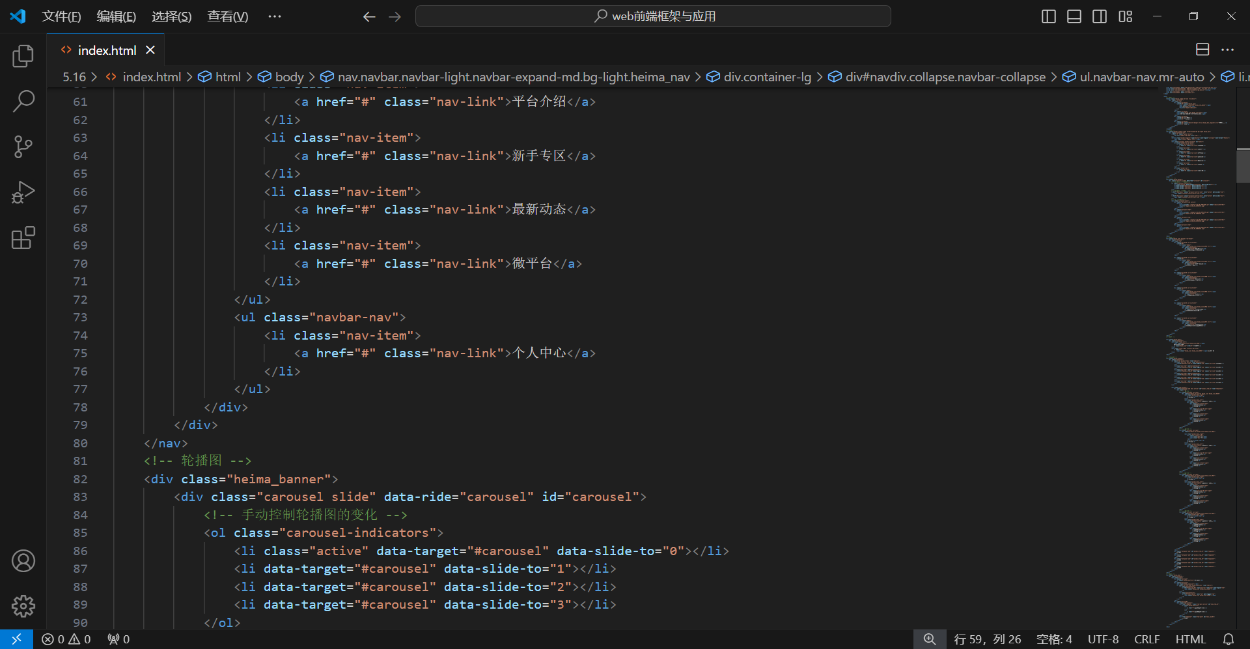 文件(F) 编辑(E) 选择(S) 查看(V) ··· web前端框架与应用
index.html
5.16 > index.html > html > body > nav.navbar.navbar-light.navbar-expand-md.bg-light.heima_nav > div.container-lg > div#navdiv.collapse.navbar-collapse > ul.navbar-nav.mr-auto >
61 <a href="#" class="nav-link">平台介绍</a>
62 </li>
63 <li class="nav-item">
64 <a href="#" class="nav-link">新手专区</a>
65 </li>
66 <li class="nav-item">
67 <a href="#" class="nav-link">最新动态</a>
68 </li>
69 <li class="nav-item">
70 <a href="#" class="nav-link">微平台</a>
71 </li>
72 </ul>
73 <ul class="navbar-nav">
74 <li class="nav-item">
75 <a href="#" class="nav-link">个人中心</a>
76 </li>
77 </ul>
78 </div>
79 </div>
80 </nav>
81 <!-- 轮播图 -->
82 <div class="heima_banner">
83 <div class="carousel slide" data-ride="carousel" id="carousel">
84 <!-- 手动控制轮播图的变化 -->
85 <ol class="carousel-indicators">
86 <li class="active" data-target="#carousel" data-slide-to="0"></li>
87 <li data-target="#carousel" data-slide-to="1"></li>
88 <li data-target="#carousel" data-slide-to="2"></li>
89 <li data-target="#carousel" data-slide-to="3"></li>
90 </ol>
0 0 0 行 59，列 26 空格: 4 UTF-8 CRLF HTML